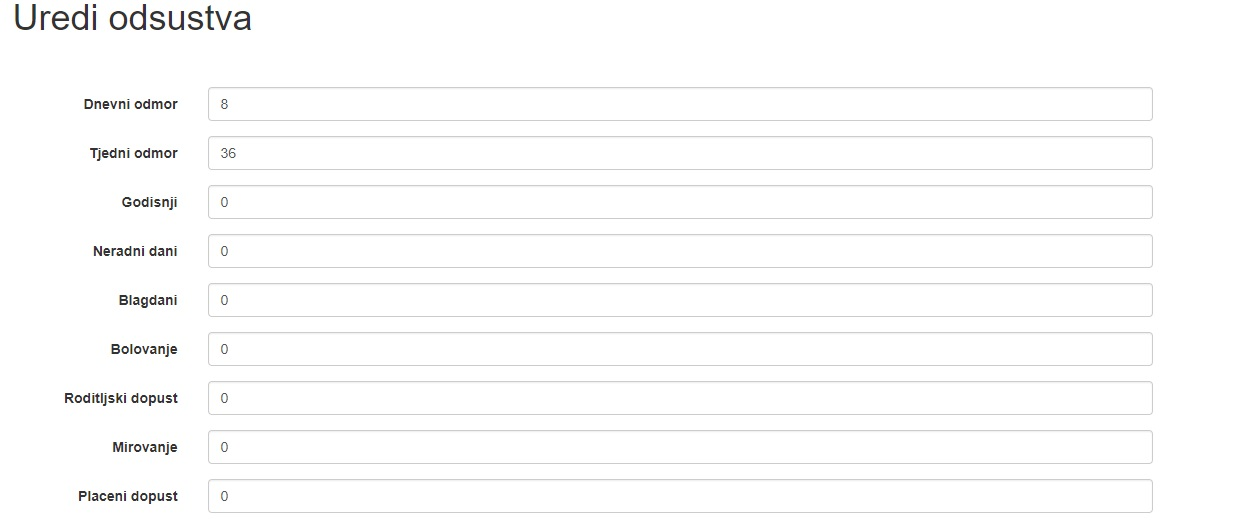 Uredi odsustva
Dnevni odmor 8
Tjedni odmor 36
Godisnji 0
Neradni dani 0
Blagdani 0
Bolovanje 0
Roditljski dopust 0
Mirovanje 0
Placeni dopust 0